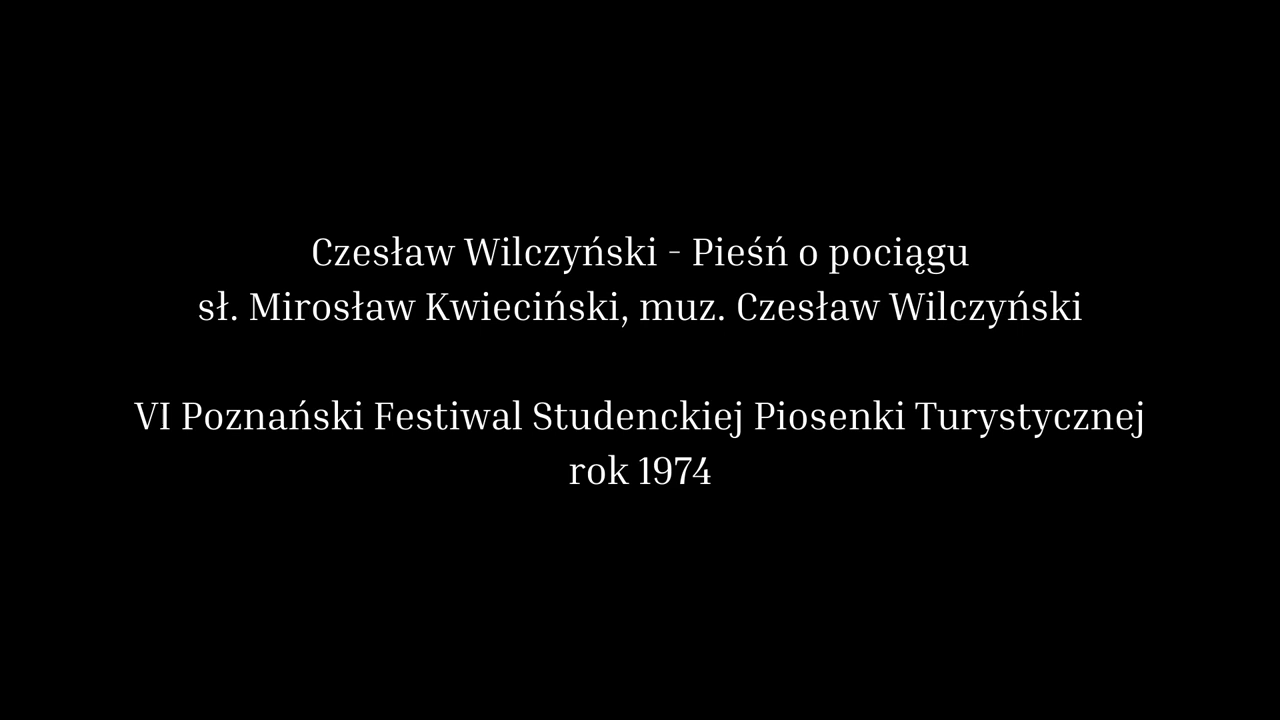 Czesław Wilczyński - Pieśń o pociągu
sł. Mirosław Kwieciński, muz. Czesław Wilczyński
VI Poznański Festiwal Studenckiej Piosenki Turystycznej
rok 1974